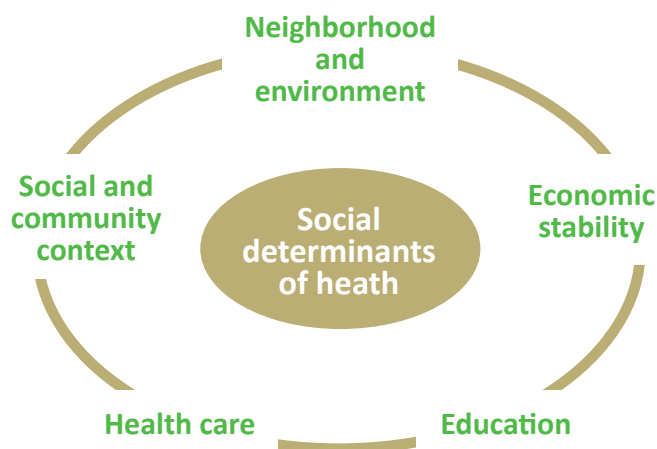 Neighborhood
and
environment
Social and
community
context
Economic
stability
Social
determinants
of heath
Health care
Education